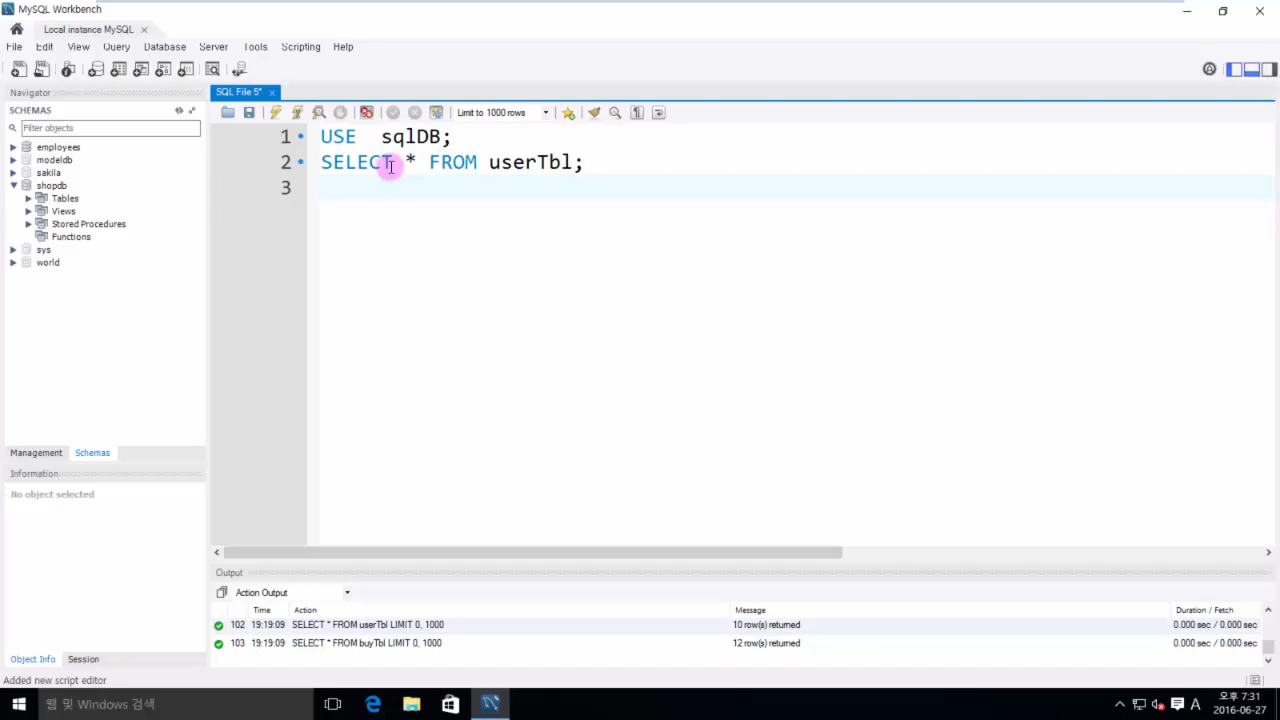 MySQL Workbench
Local instance MySQL
File Edit View Query Database Server Tools Scripting Help
Navigator
SCHEMAS
Filter objects
employees
modeldb
sakila
shopdb
Tables
Views
Stored Procedures
Functions
sys
world
Management Schemas
Information
No object selected
Object Info Session
SQL File 5*
Limit to 1000 rows
1 USE  sqlDB;
2 SELECT * FROM userTbl;
3
Output
Action Output
Time Action Message Duration / Fetch
102 19:19:09 SELECT * FROM userTbl LIMIT 0, 1000 10 row(s) returned 0.000 sec / 0.000 sec
103 19:19:09 SELECT * FROM buyTbl LIMIT 0, 1000 12 row(s) returned 0.000 sec / 0.000 sec
Added new script editor
웹 및 Windows 검색
A
오후 7:31
2016-06-27